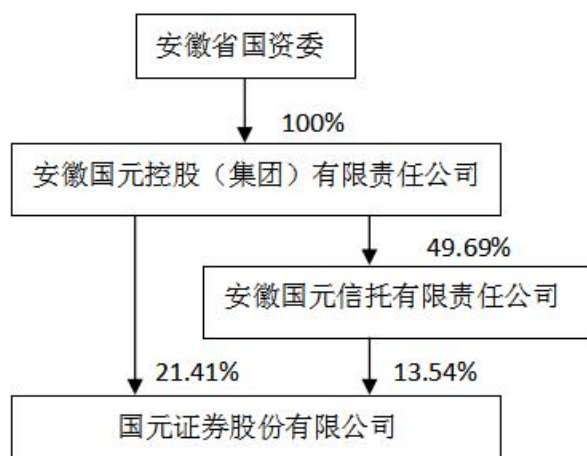 安徽省国资委
100%
安徽国元控股（集团）有限责任公司
49.69%
安徽国元信托有限责任公司
21.41%
13.54%
国元证券股份有限公司